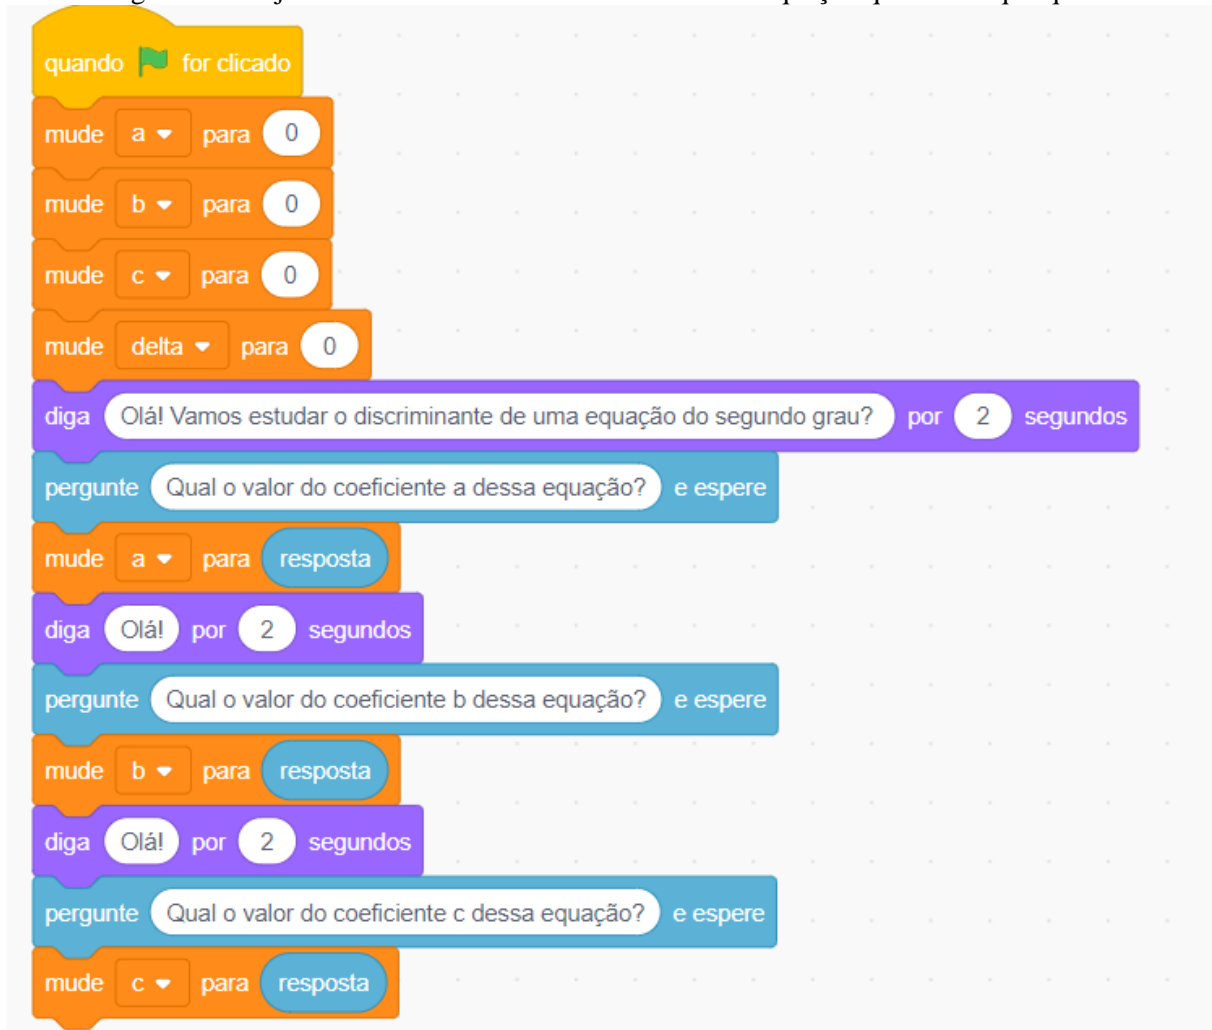 quando for clicado
mude a para 0
mude b para 0
mude c para 0
mude delta para 0
diga Olá! Vamos estudar o discriminante de uma equação do segundo grau? por 2 segundos
pergunte Qual o valor do coeficiente a dessa equação? e espere
mude a para resposta
diga Olá! por 2 segundos
pergunte Qual o valor do coeficiente b dessa equação? e espere
mude b para resposta
diga Olá! por 2 segundos
pergunte Qual o valor do coeficiente c dessa equação? e espere
mude c para resposta